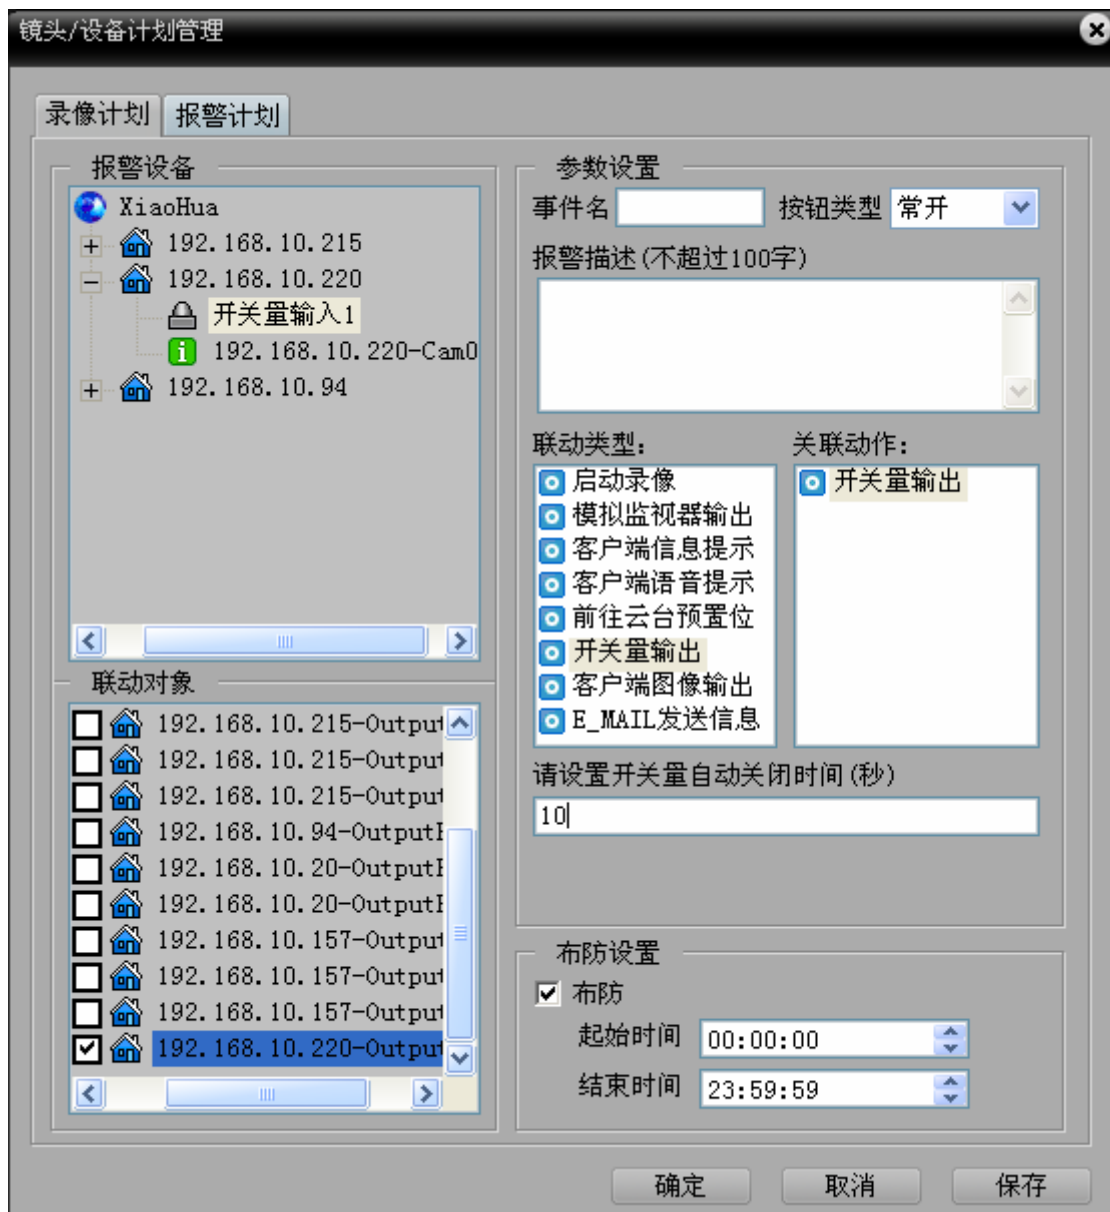 镜头/设备计划管理
录像计划 报警计划
报警设备
XiaoHua
192.168.10.215
192.168.10.220
开关量输入1
192.168.10.220-Cam0
192.168.10.94
联动对象
192.168.10.215-Output
192.168.10.215-Output
192.168.10.215-Output
192.168.10.94-Output
192.168.10.20-Output
192.168.10.20-Output
192.168.10.157-Output
192.168.10.157-Output
192.168.10.157-Output
192.168.10.220-Output
参数设置
事件名 按钮类型 常开
报警描述(不超过100字)
联动类型:
启动录像
模拟监视器输出
客户端信息提示
客户端语音提示
前往云台预置位
开关量输出
客户端图像输出
E_MAIL发送信息
关联动作:
开关量输出
请设置开关量自动关闭时间(秒)
10
布防设置
布防
起始时间 00:00:00
结束时间 23:59:59
确定 取消 保存